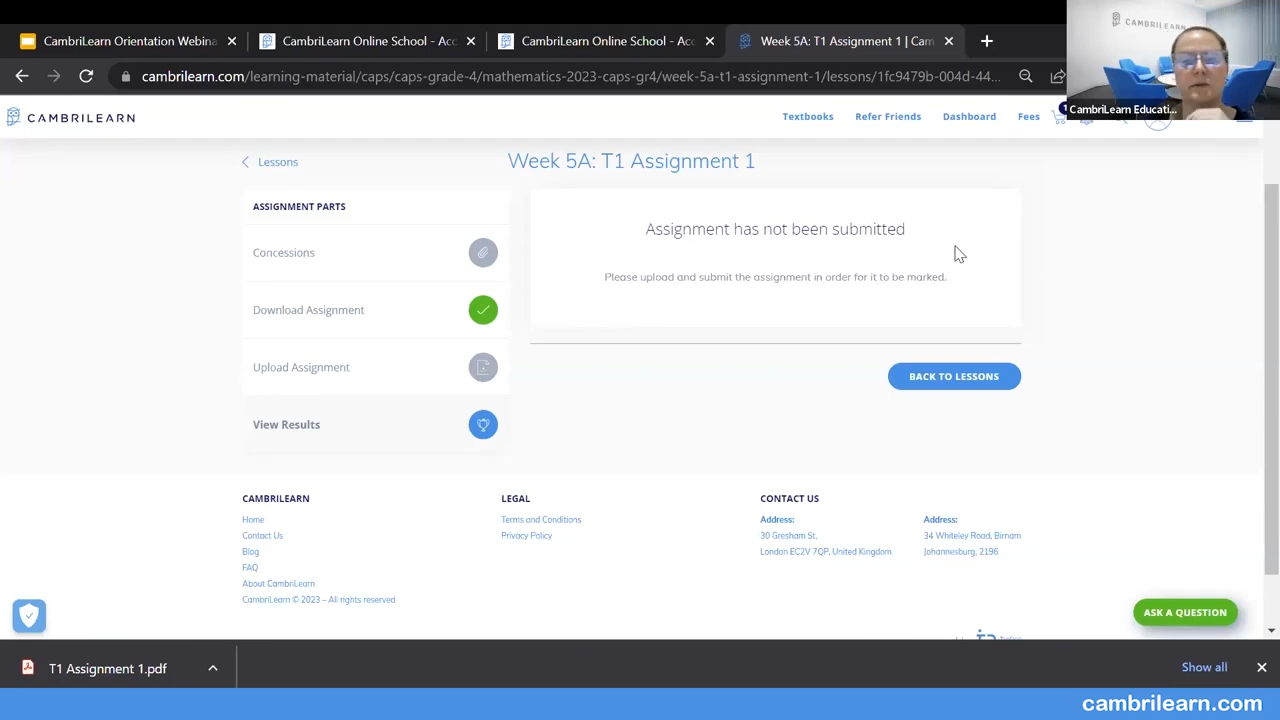 CambriLearn Orientation Webina
CambriLearn Online School - Acc
CambriLearn Online School - Acc
Week 5A: T1 Assignment 1 | Cam
cambrilearn.com/learning-material/caps/caps-grade-4/mathematics-2023-caps-gr4/week-5a-t1-assignment-1/lessons/1fc9479b-004d-44...
CAMBRILEARN
CambriLearn Educati...
CAMBRILEARN
Textbooks
Refer Friends
Dashboard
Fees
1
Lessons
Week 5A: T1 Assignment 1
ASSIGNMENT PARTS
Concessions
Download Assignment
Upload Assignment
View Results
Assignment has not been submitted
Please upload and submit the assignment in order for it to be marked.
BACK TO LESSONS
CAMBRILEARN
Home
Contact Us
Blog
FAQ
About CambriLearn
CambriLearn © 2023 – All rights reserved
LEGAL
Terms and Conditions
Privacy Policy
CONTACT US
Address:
30 Gresham St,
London EC2V 7QP, United Kingdom
Address:
34 Whiteley Road, Birnam
Johannesburg, 2196
ASK A QUESTION
T1 Assignment 1.pdf
Show all
cambrilearn.com